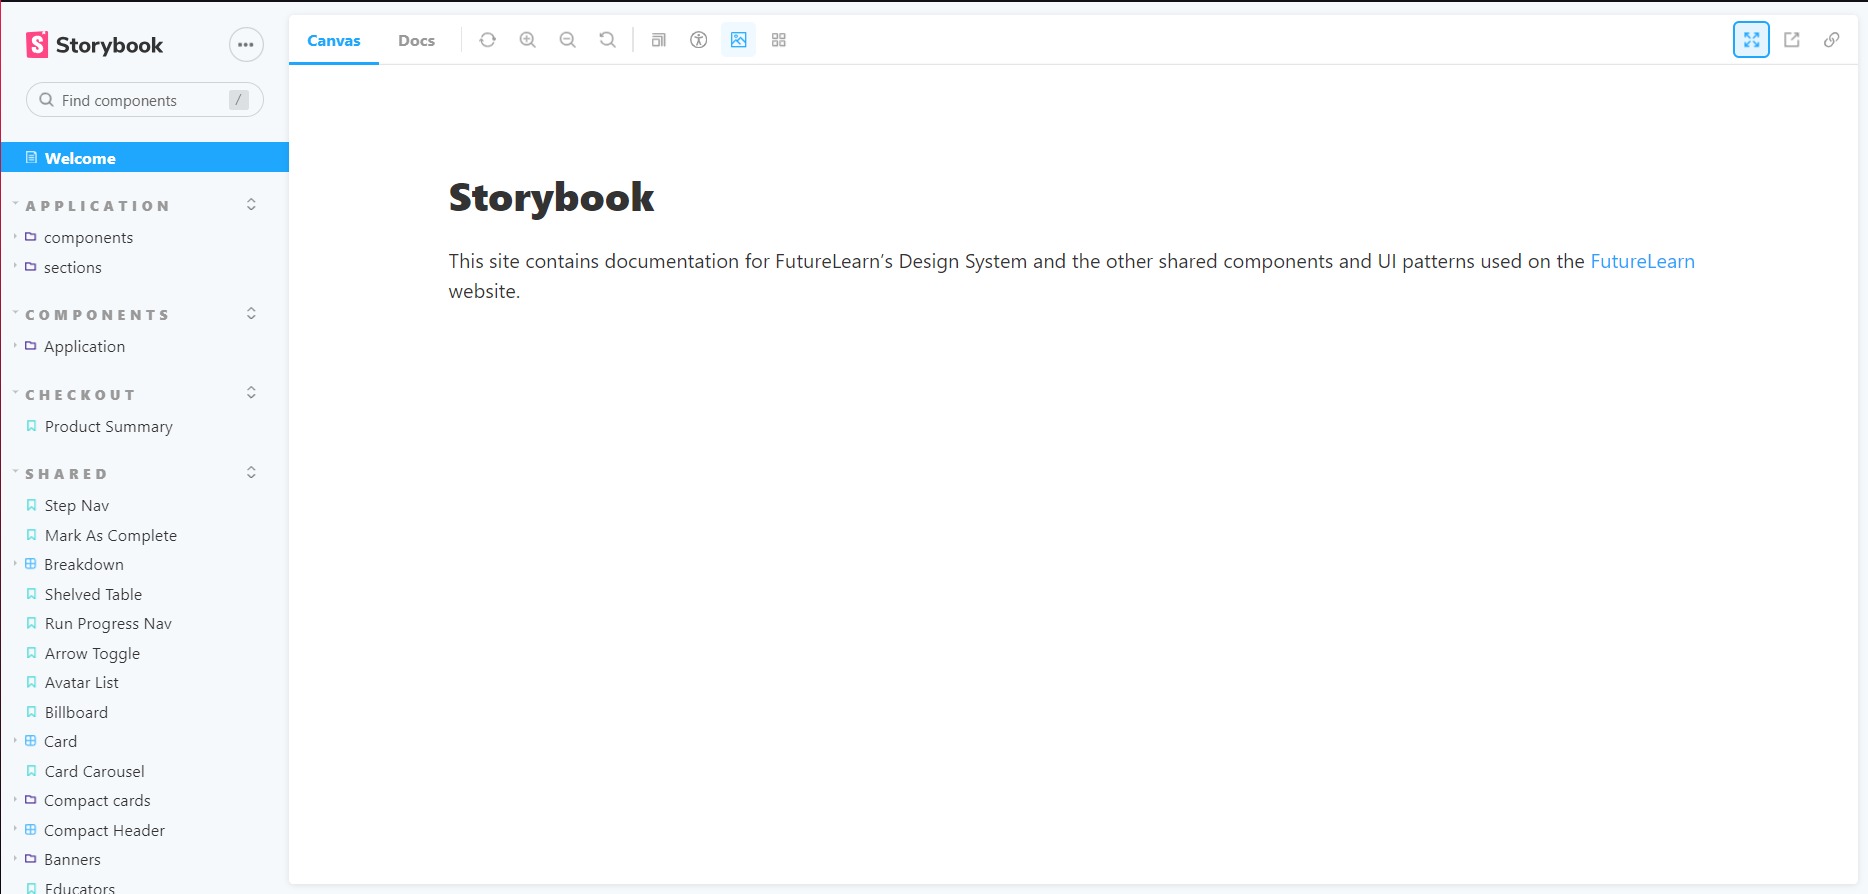 Storybook
Find components /
Welcome
APPLICATION
components
sections
COMPONENTS
Application
CHECKOUT
Product Summary
SHARED
Step Nav
Mark As Complete
Breakdown
Shelved Table
Run Progress Nav
Arrow Toggle
Avatar List
Billboard
Card
Card Carousel
Compact cards
Compact Header
Banners
Educators
Canvas Docs
Storybook
This site contains documentation for FutureLearn’s Design System and the other shared components and UI patterns used on the FutureLearn
website.